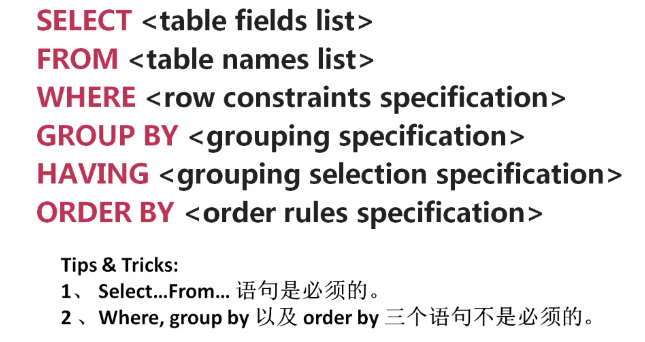 SELECT <table fields list>
FROM <table names list>
WHERE <row constraints specification>
GROUP BY <grouping specification>
HAVING <grouping selection specification>
ORDER BY <order rules specification>
Tips & Tricks:
1、 Select…From… 语句是必须的。
2 、Where, group by 以及 order by 三个语句不是必须的。